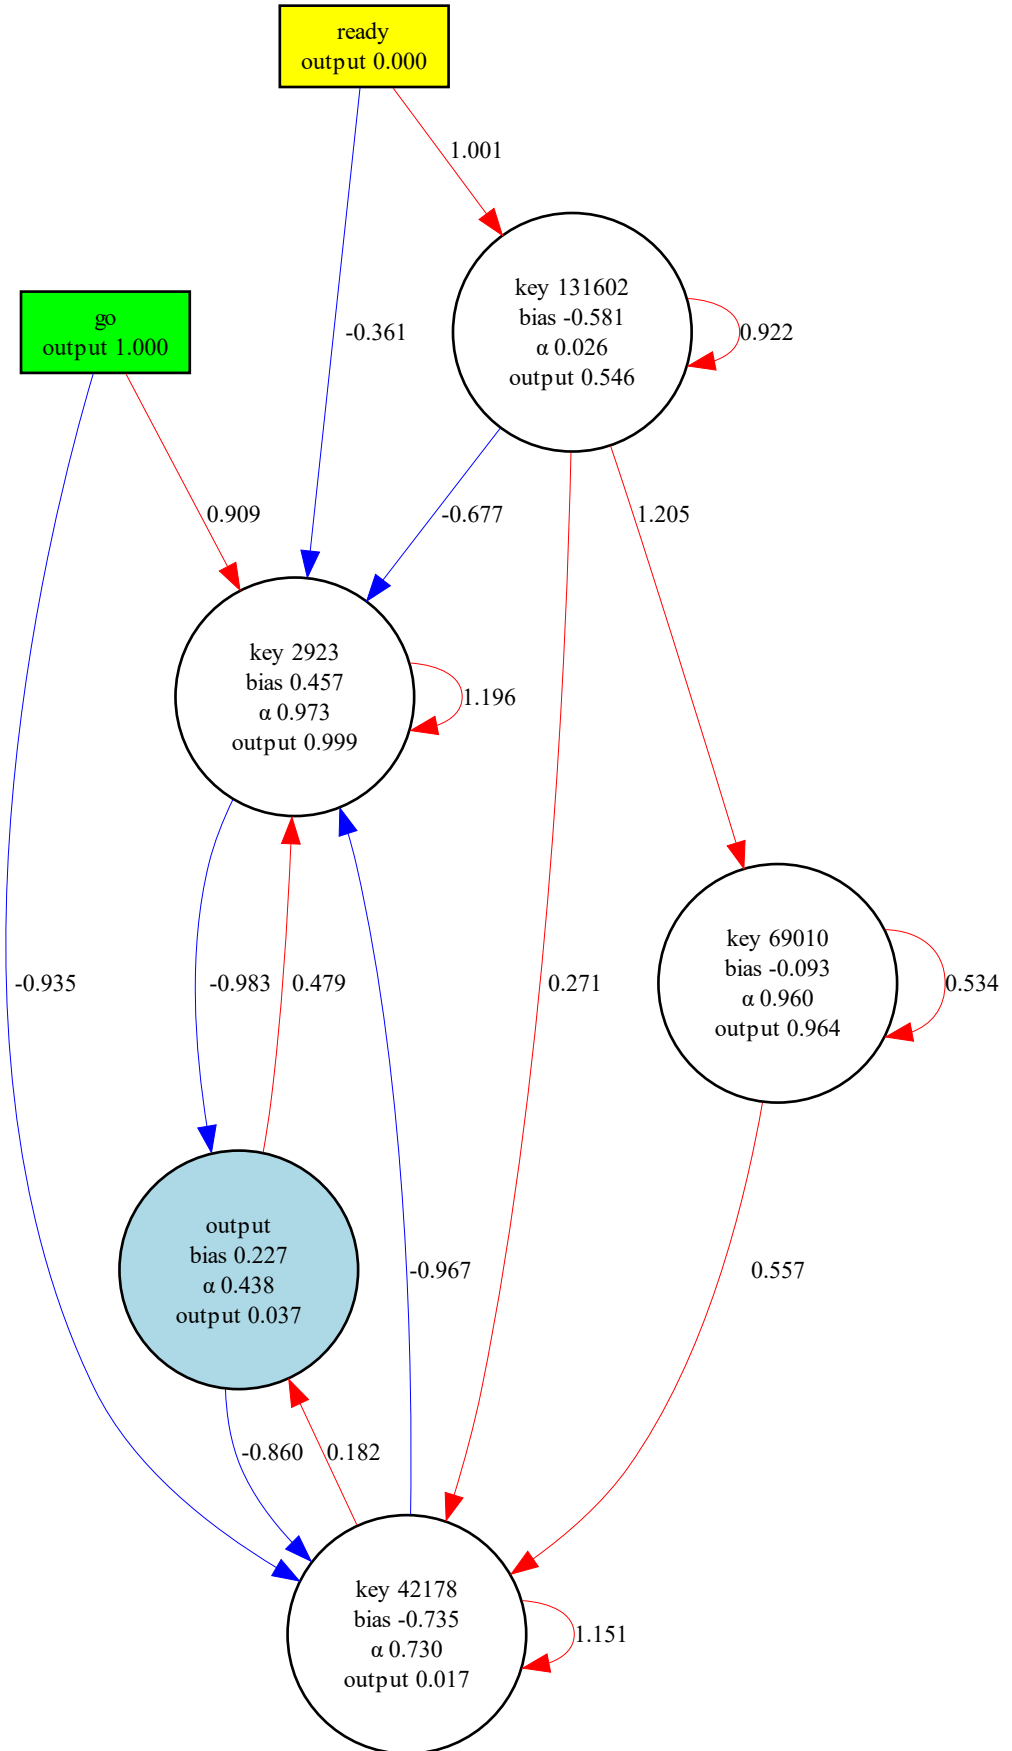 ready
output 0.000
1.001
go
output 1.000
-0.361
key 131602
bias -0.581
α 0.026
output 0.546
0.922
0.909
-0.677
1.205
key 2923
bias 0.457
α 0.973
output 0.999
1.196
-0.935
-0.983
0.479
0.271
key 69010
bias -0.093
α 0.960
output 0.964
0.534
output
bias 0.227
α 0.438
output 0.037
-0.967
0.557
-0.860
0.182
key 42178
bias -0.735
α 0.730
output 0.017
1.151